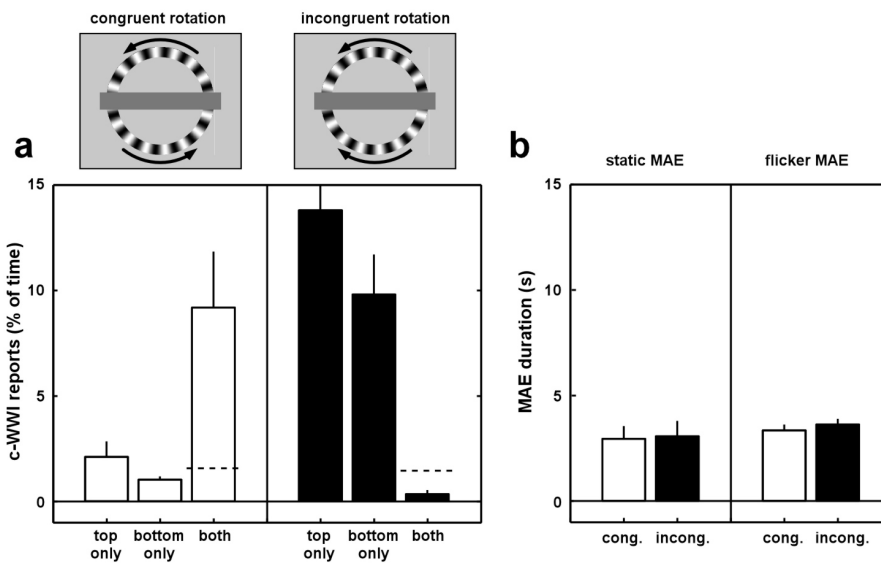 congruent rotation
incongruent rotation
a
c-WWI reports (% of time)
15
10
5
0
top only
bottom only
both
top only
bottom only
both
b
static MAE
flicker MAE
MAE duration (s)
15
10
5
0
cong.
incong.
cong.
incong.